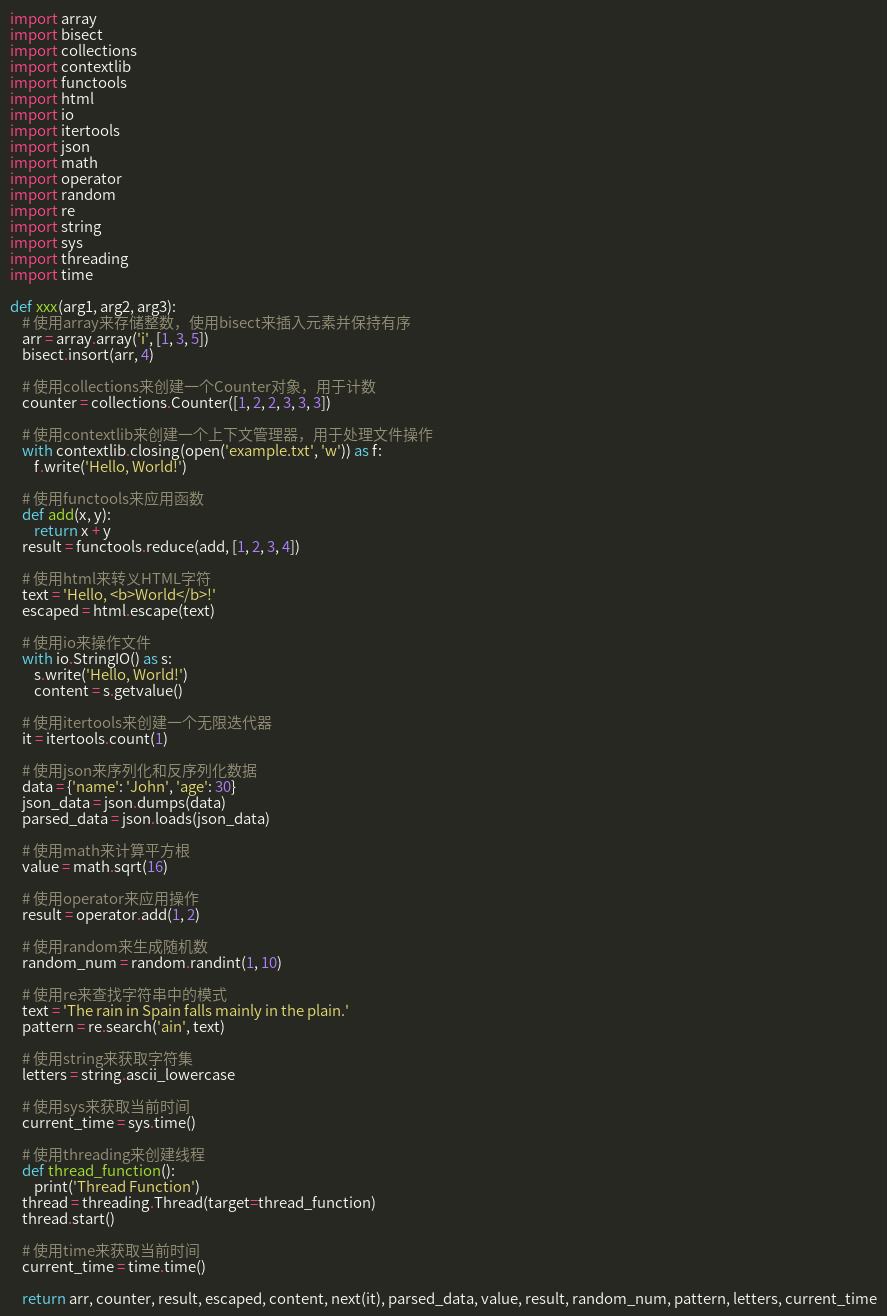 import array
import bisect
import collections
import contextlib
import functools
import html
import io
import itertools
import json
import math
import operator
import random
import re
import string
import sys
import threading
import time

def xxx(arg1, arg2, arg3):
    # 使用array来存储整数，使用bisect来插入元素并保持有序
    arr = array.array('i', [1, 3, 5])
    bisect.insort(arr, 4)

    # 使用collections来创建一个Counter对象，用于计数
    counter = collections.Counter([1, 2, 2, 3, 3, 3])

    # 使用contextlib来创建一个上下文管理器，用于处理文件操作
    with contextlib.closing(open('example.txt', 'w')) as f:
        f.write('Hello, World!')

    # 使用functools来应用函数
    def add(x, y):
        return x + y
    result = functools.reduce(add, [1, 2, 3, 4])

    # 使用html来转义HTML字符
    text = 'Hello, <b>World</b>!'
    escaped = html.escape(text)

    # 使用io来操作文件
    with io.StringIO() as s:
        s.write('Hello, World!')
        content = s.getvalue()

    # 使用itertools来创建一个无限迭代器
    it = itertools.count(1)

    # 使用json来序列化和反序列化数据
    data = {'name': 'John', 'age': 30}
    json_data = json.dumps(data)
    parsed_data = json.loads(json_data)

    # 使用math来计算平方根
    value = math.sqrt(16)

    # 使用operator来应用操作
    result = operator.add(1, 2)

    # 使用random来生成随机数
    random_num = random.randint(1, 10)

    # 使用re来查找字符串中的模式
    text = 'The rain in Spain falls mainly in the plain.'
    pattern = re.search('ain', text)

    # 使用string来获取字符集
    letters = string.ascii_lowercase

    # 使用sys来获取当前时间
    current_time = sys.time()

    # 使用threading来创建线程
    def thread_function():
        print('Thread Function')
    thread = threading.Thread(target=thread_function)
    thread.start()

    # 使用time来获取当前时间
    current_time = time.time()

    return arr, counter, result, escaped, content, next(it), parsed_data, value, result, random_num, pattern, letters, current_time